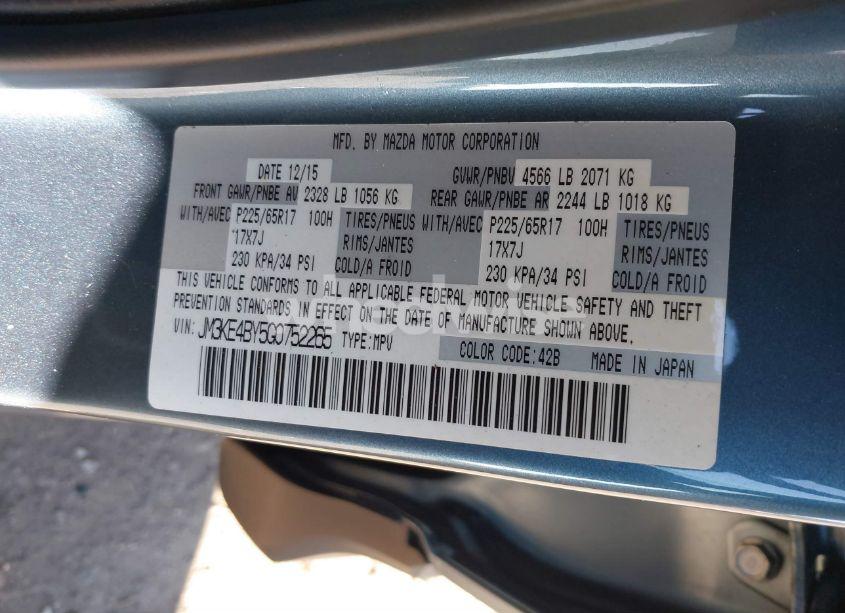 MFD. BY MAZDA MOTOR CORPORATION
DATE 12/15 GVWR/PNBV 4566 LB 2071 KG
FRONT GAWR/PNBE AV 2328 LB 1056 KG REAR GAWR/PNBE AR 2244 LB 1018 KG
WITH/AVEC P225/65R17 100H TIRES/PNEUS WITH/AVEC P225/65R17 100H TIRES/PNEUS
17X7J RIMS/JANTES 17X7J RIMS/JANTES
230 KPA/34 PSI COLD/A FROID 230 KPA/34 PSI COLD/A FROID
THIS VEHICLE CONFORMS TO ALL APPLICABLE FEDERAL MOTOR VEHICLE SAFETY AND THEFT
PREVENTION STANDARDS IN EFFECT ON THE DATE OF MANUFACTURE SHOWN ABOVE.
VIN: JM3KE4BY5G0752265 TYPE:MPV COLOR CODE:42B MADE IN JAPAN